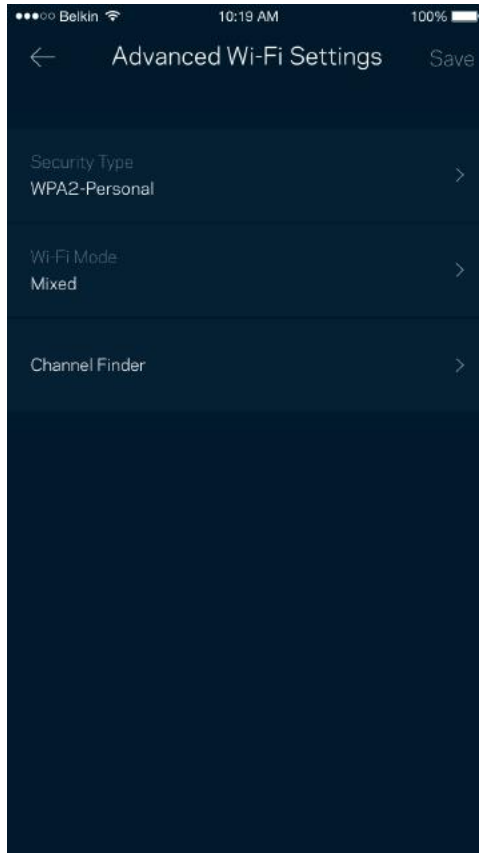 Belkin 10:19 AM 100%
Advanced Wi-Fi Settings Save
Security Type
WPA2-Personal
Wi-Fi Mode
Mixed
Channel Finder